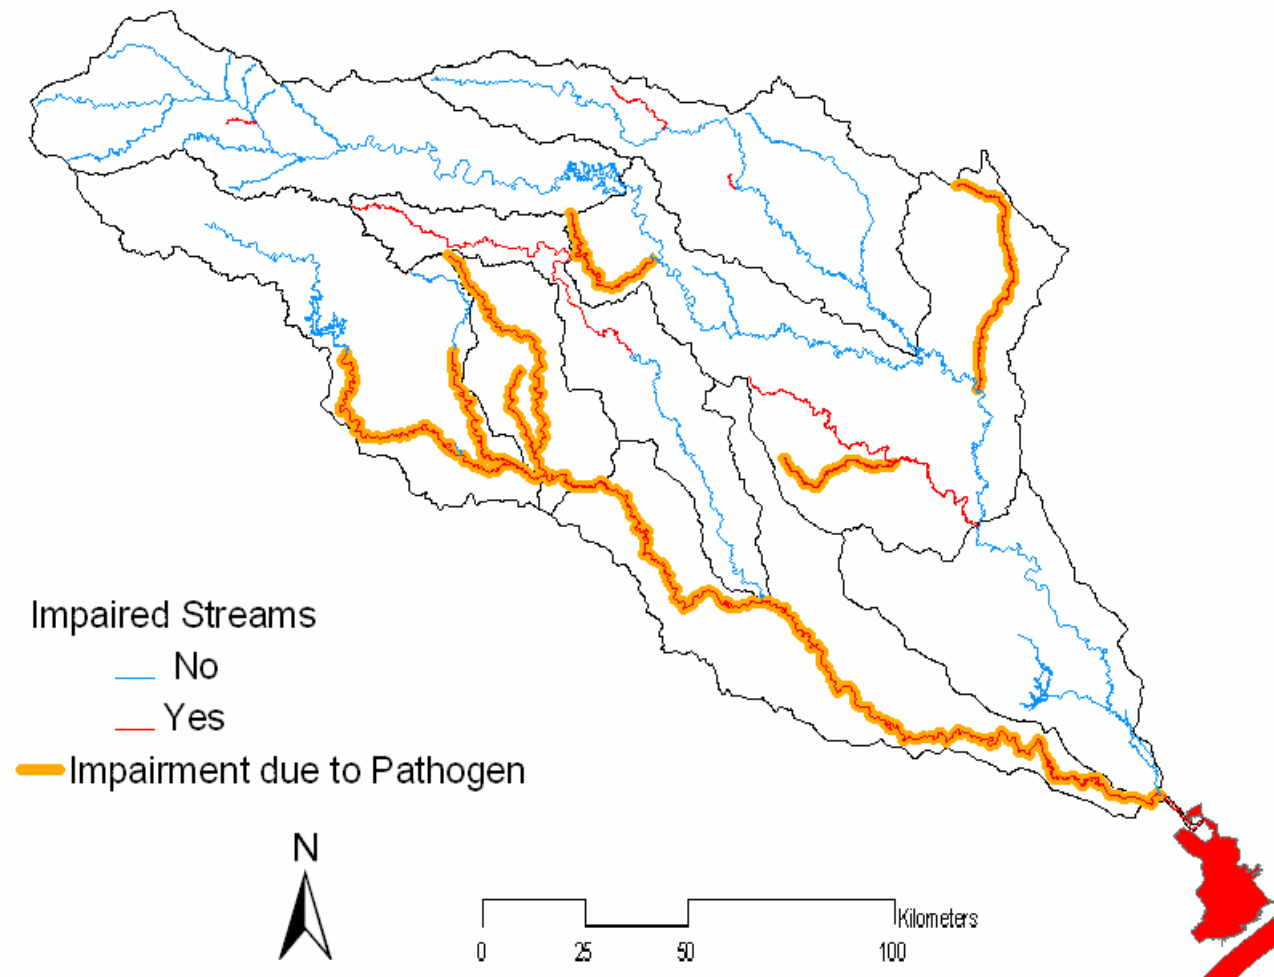 Impaired Streams
No
Yes
Impairment due to Pathogen
N
Kilometers
0 25 50 100